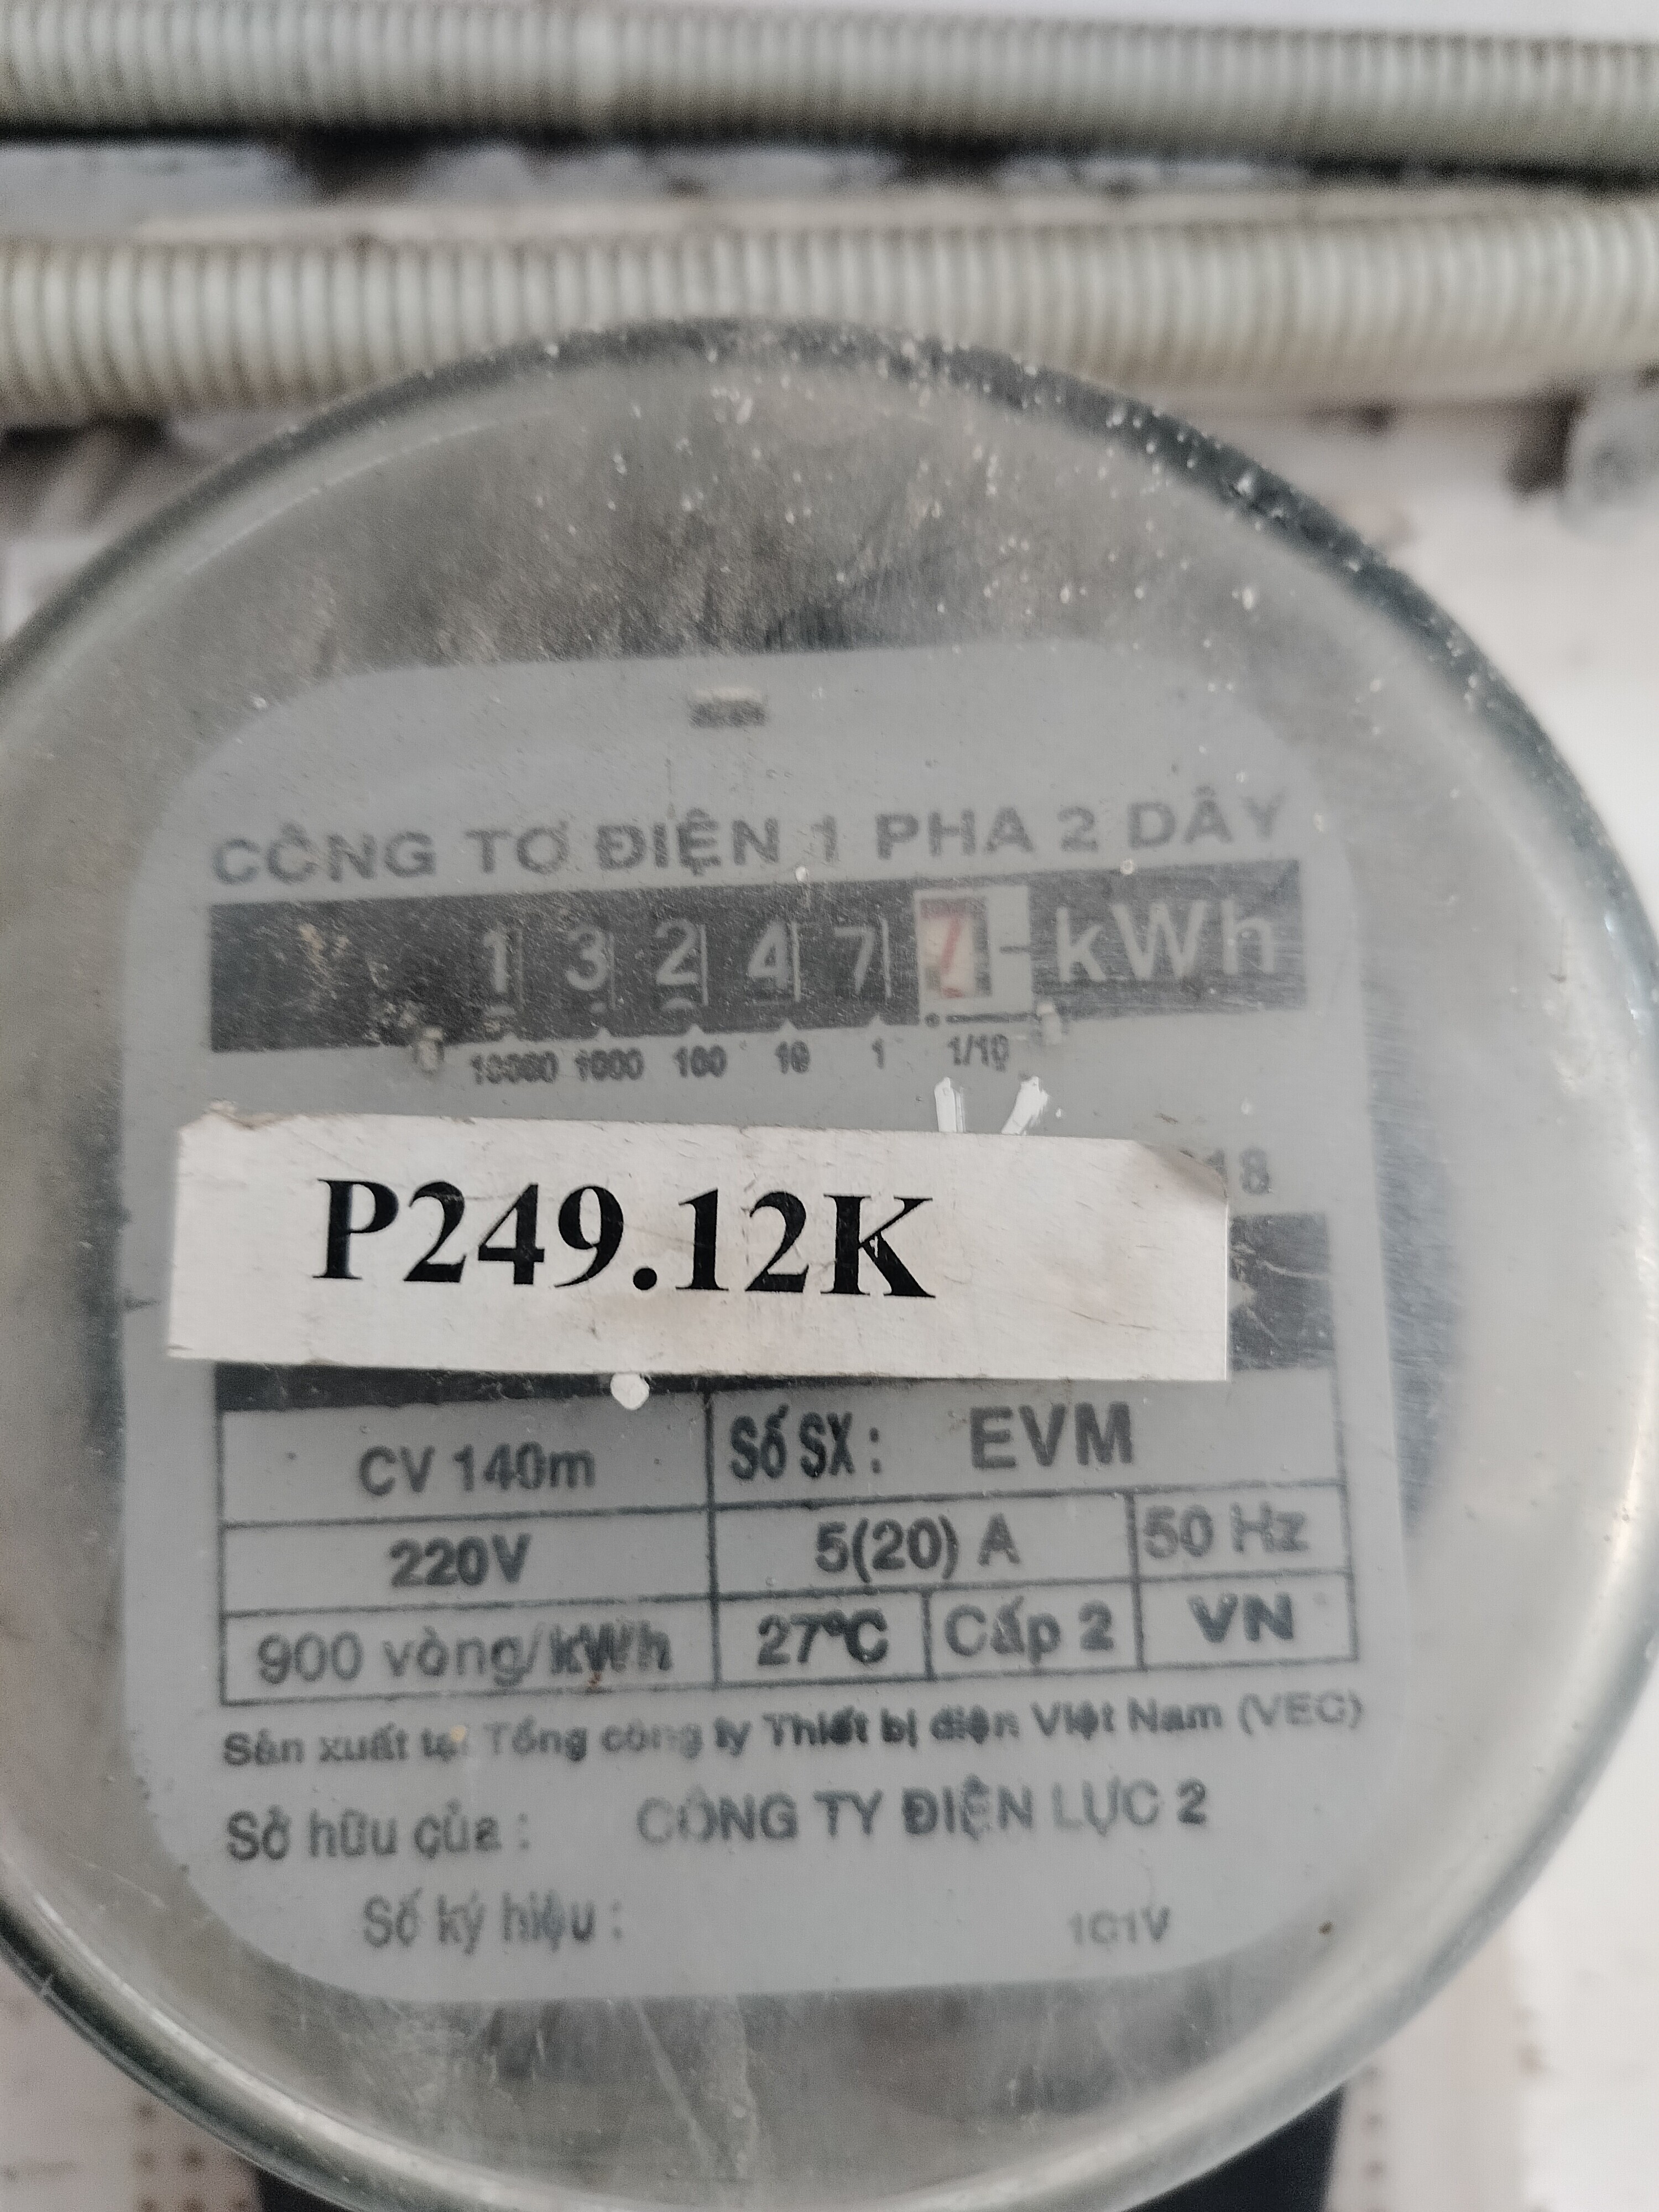 CÔNG TƠ ĐIỆN 1 PHA 2 DÂY
1 3 2 4 7 7 kWh
10000 1000 100 10 1 1/10
18
P249.12K
CV 140m Số SX: EVM
220V 5(20) A 50 Hz
900 vòng/kWh 27°C Cấp 2 VN
Sản xuất tại Tổng công ty Thiết bị điện Việt Nam (VEC)
Sở hữu của : CÔNG TY ĐIỆN LỰC 2
Số ký hiệu : 1G1V